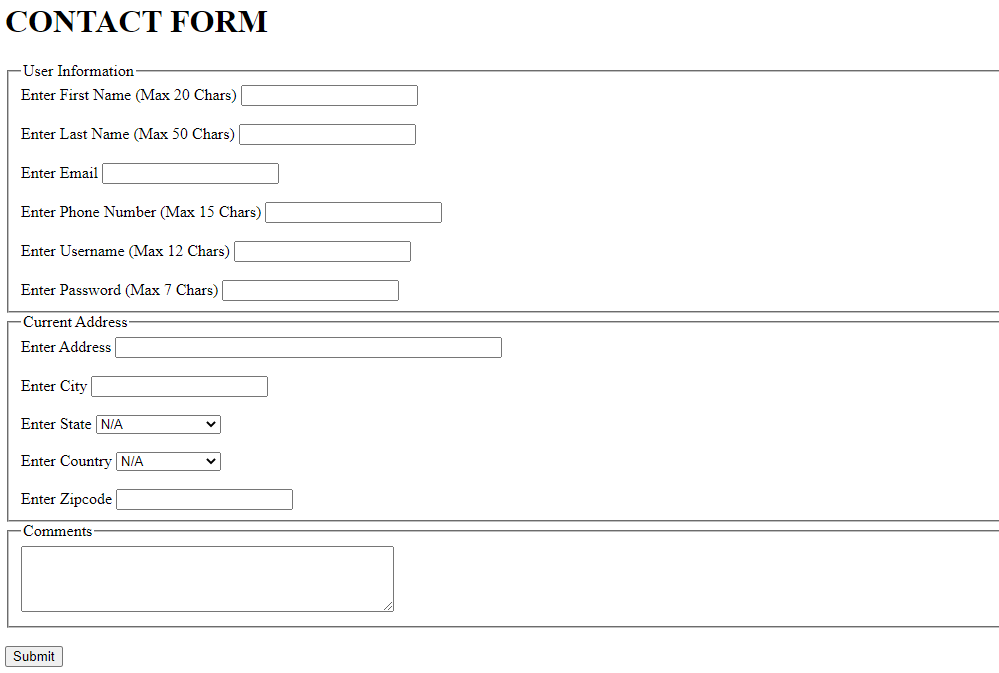 CONTACT FORM
User Information
Enter First Name (Max 20 Chars)
Enter Last Name (Max 50 Chars)
Enter Email
Enter Phone Number (Max 15 Chars)
Enter Username (Max 12 Chars)
Enter Password (Max 7 Chars)
Current Address
Enter Address
Enter City
Enter State N/A
Enter Country N/A
Enter Zipcode
Comments
Submit